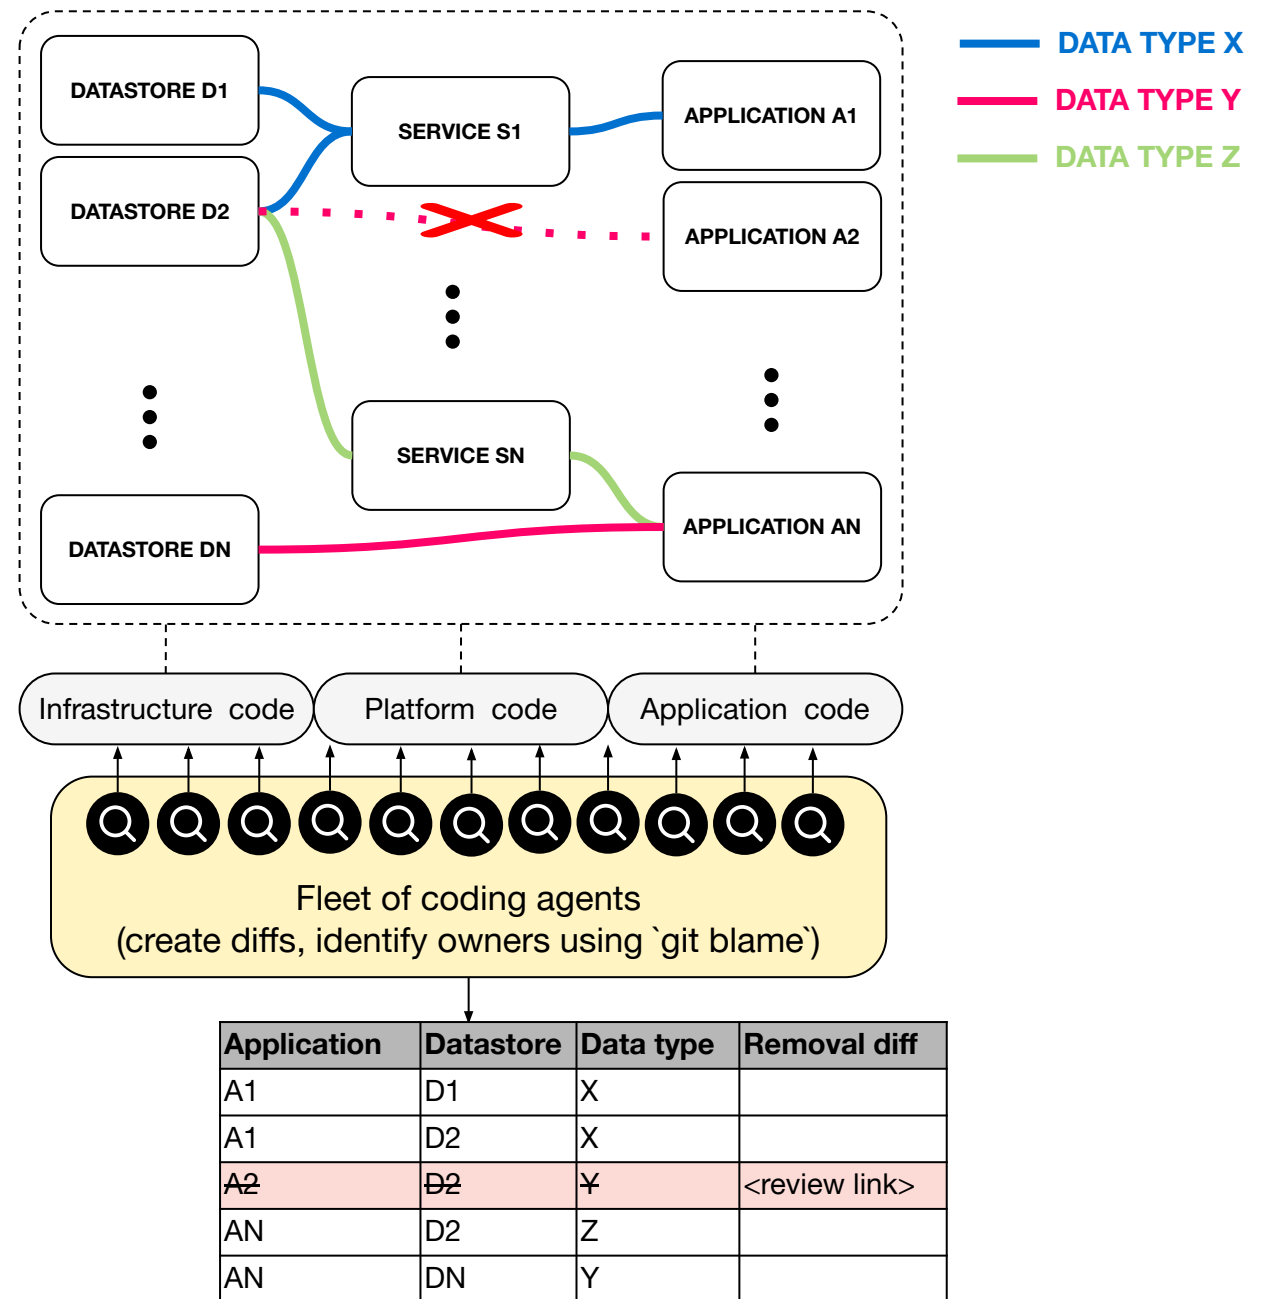 DATASTORE D1
SERVICE S1
APPLICATION A1
DATA TYPE X
DATA TYPE Y
DATA TYPE Z
DATASTORE D2
APPLICATION A2
SERVICE SN
DATASTORE DN
APPLICATION AN
Infrastructure code
Platform code
Application code
Fleet of coding agents
(create diffs, identify owners using `git blame`)
Application Datastore Data type Removal diff
A1 D1 X
A1 D2 X
A2 D2 Y <review link>
AN D2 Z
AN DN Y